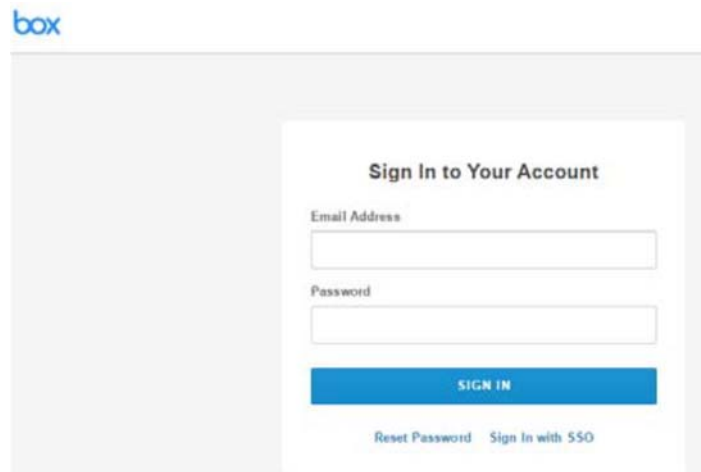 box
Sign In to Your Account
Email Address
Password
SIGN IN
Reset Password Sign In with SSO